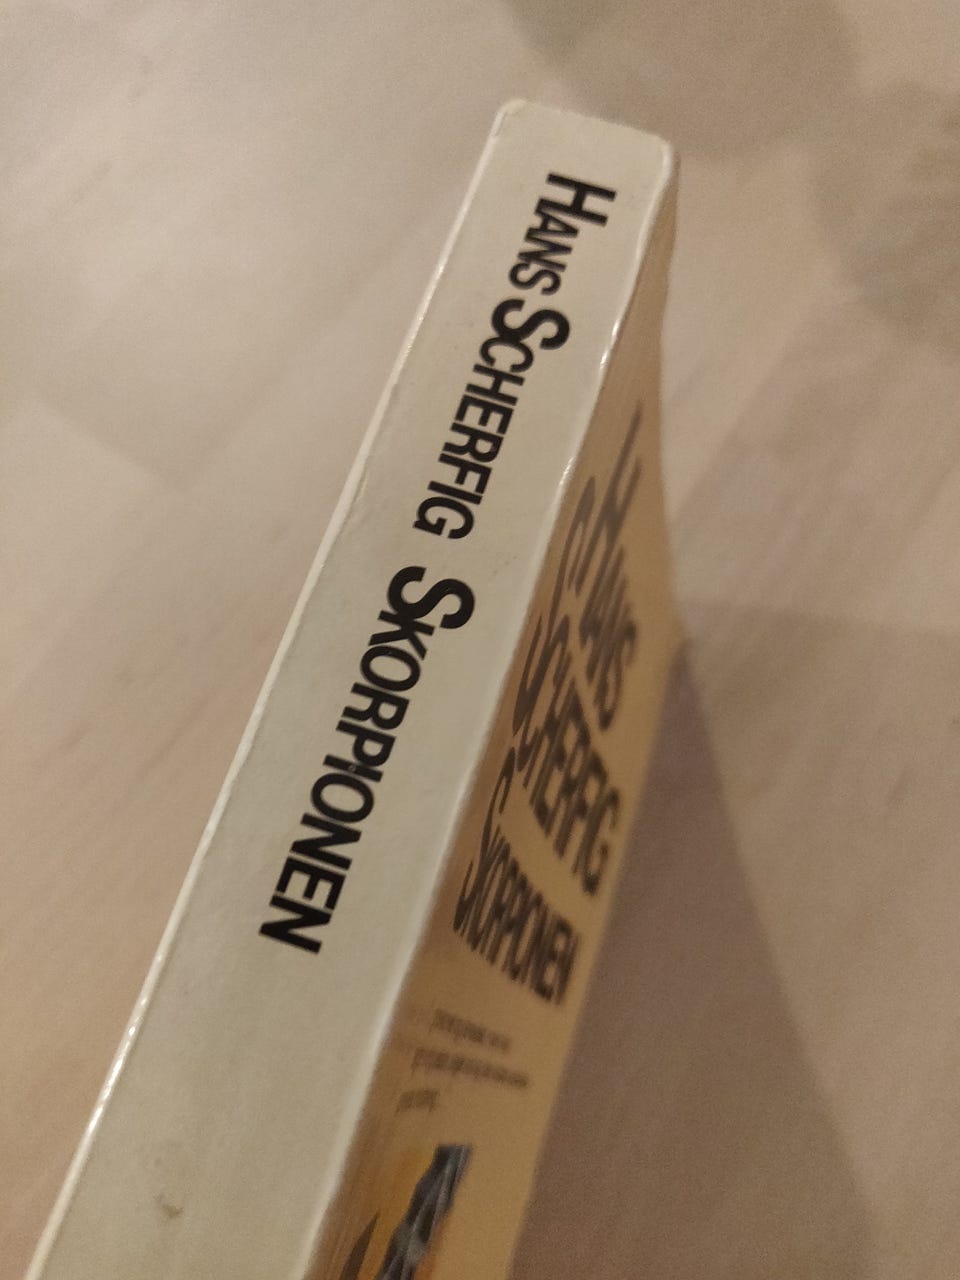 HANS SCHERFIG SKORPIONEN
HANS
SCHERFIG
SKORPIONEN